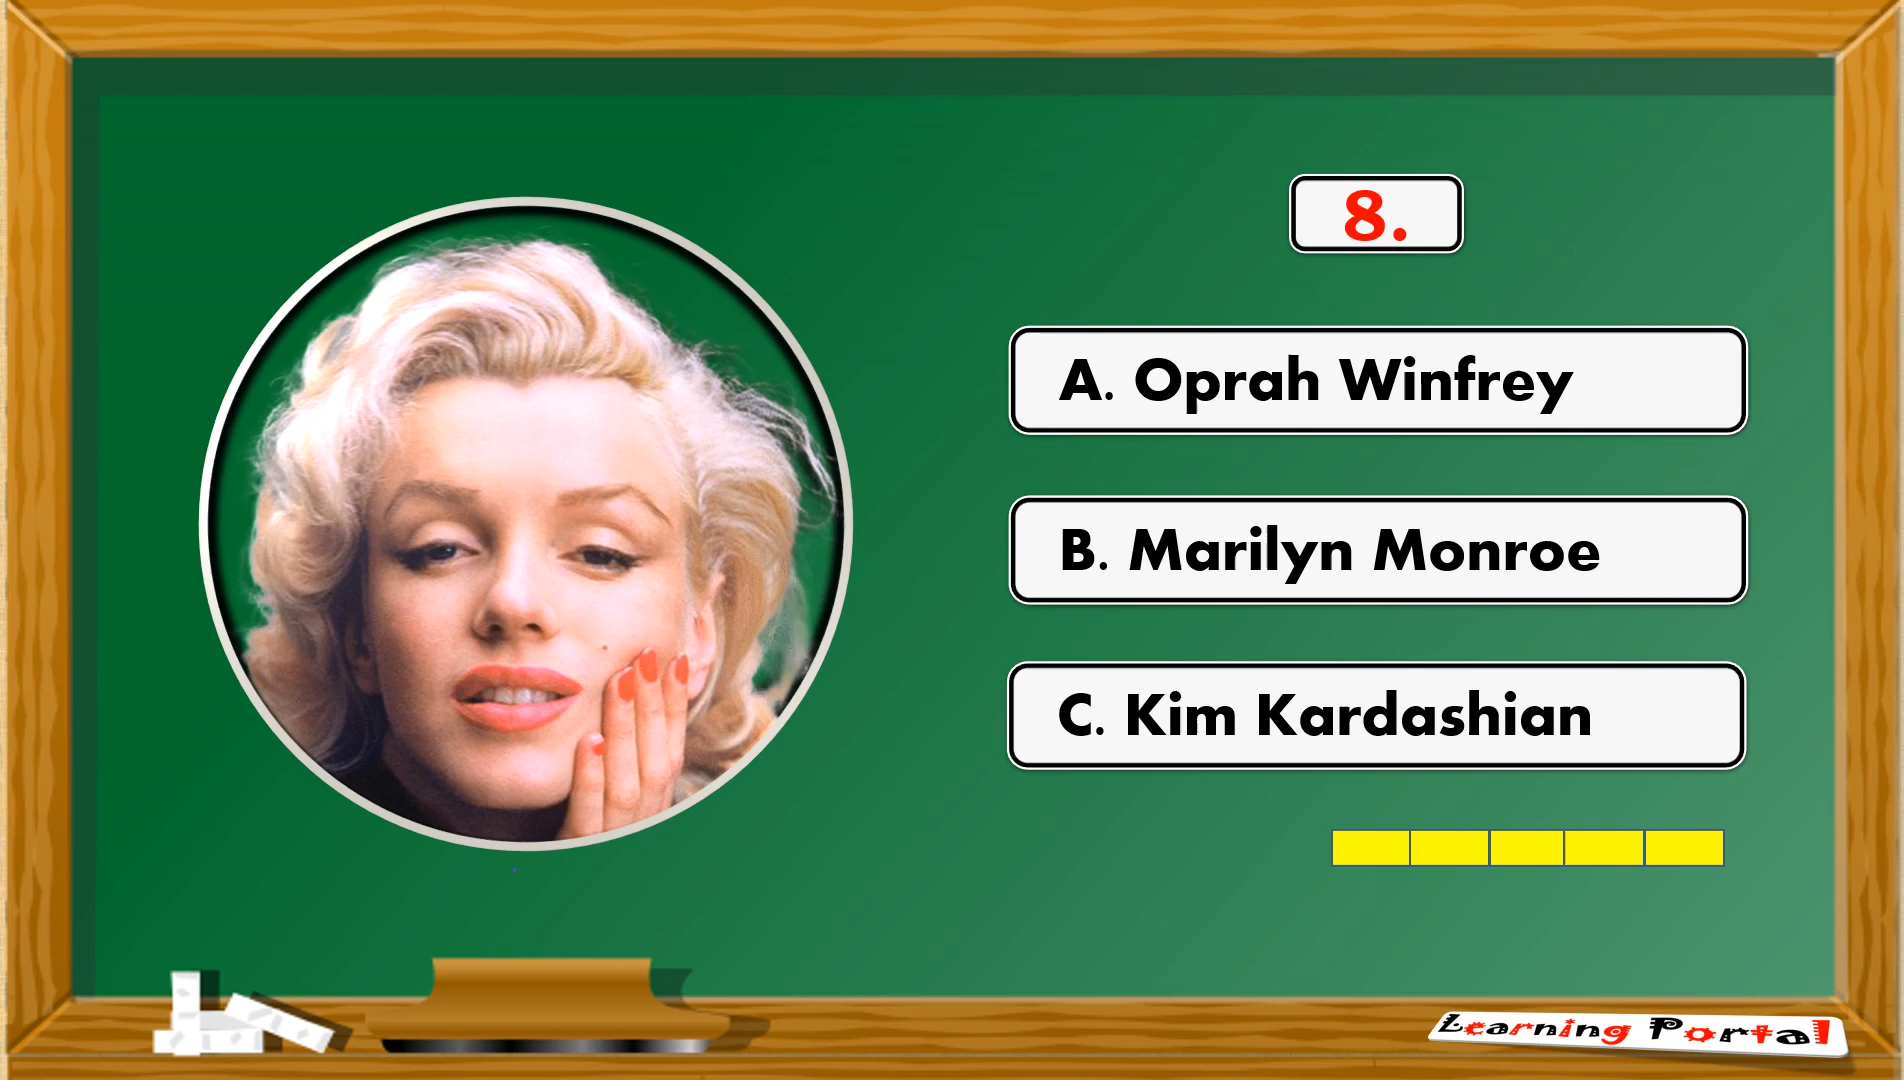 8.
A. Oprah Winfrey
B. Marilyn Monroe
C. Kim Kardashian
Learning Portal